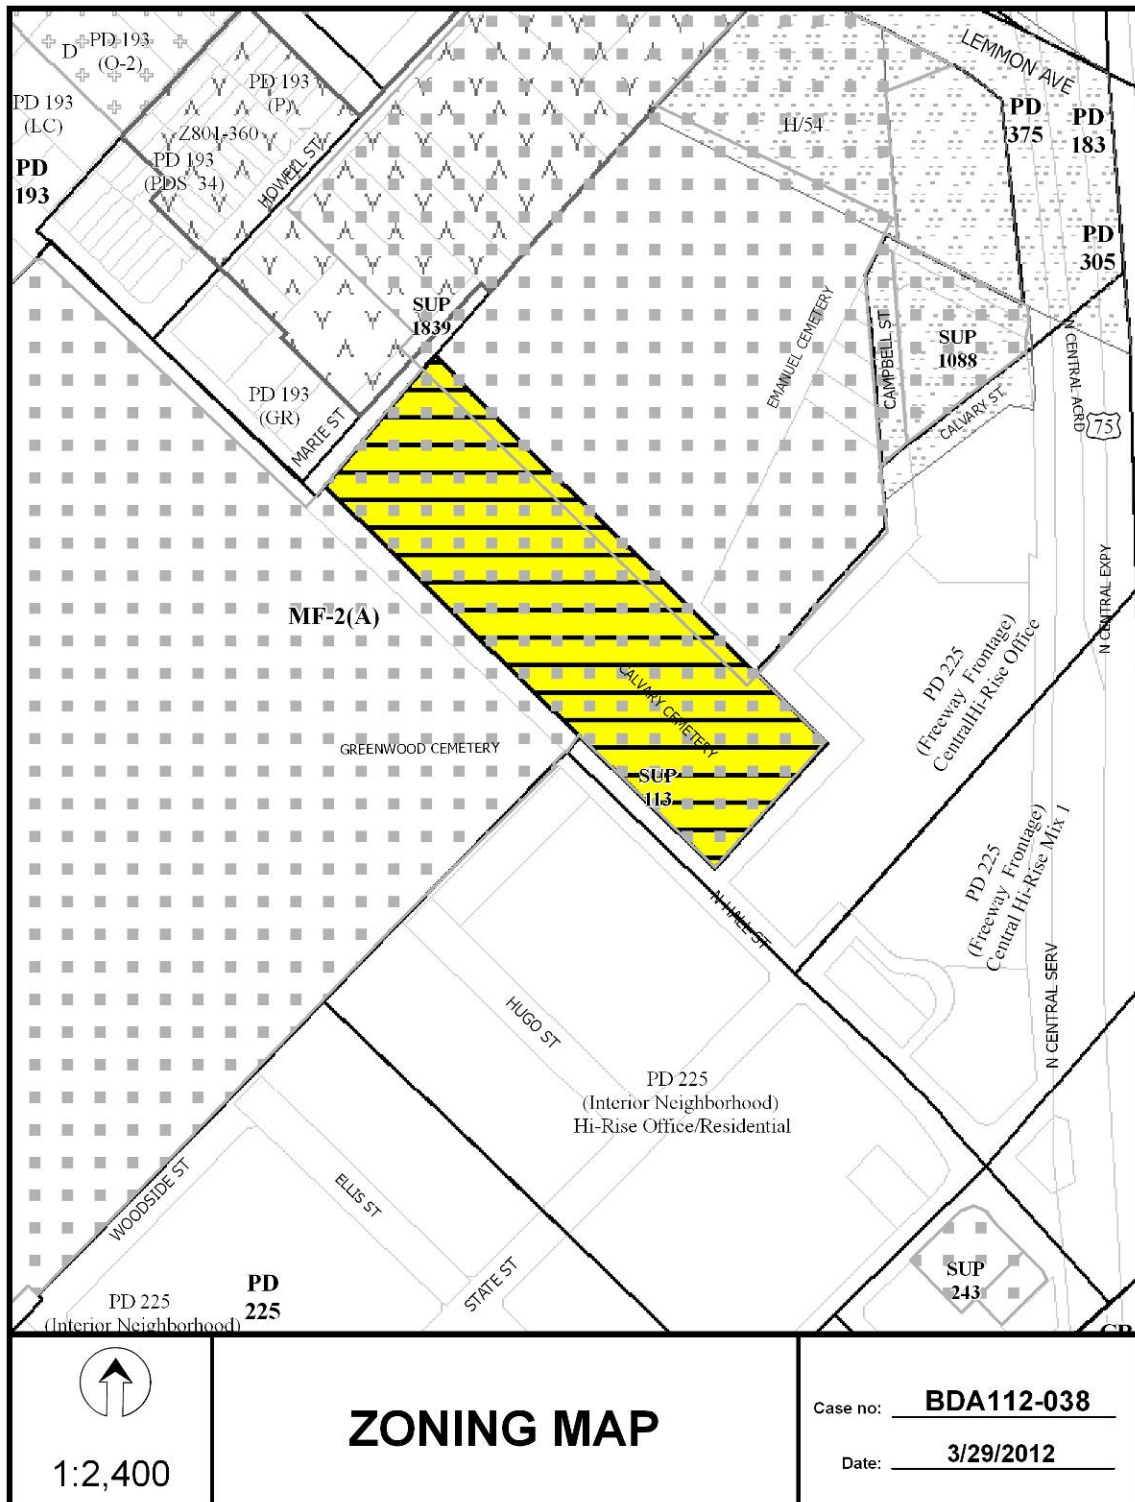 D
PD 193
(O-2)
PD 193
(P)
PD 193
(LC)
Z801-360
PD 193
(PDS 34)
PD
193
HOWELL ST
LEMMON AVE
PD
375
PD
183
H/54
PD
305
SUP
1839
EMANUEL CEMETERY
CAMPBELL ST
SUP
1088
N CENTRAL ACRD
CALVARY ST
75
PD 193
(GR)
MARIE ST
MF-2(A)
N CENTRAL EXPY
PD 225
(Freeway Frontage)
CentralHi-Rise Office
CALVARY CEMETERY
GREENWOOD CEMETERY
SUP
113
PD 225
(Freeway Frontage)
Central Hi-Rise Mix 1
N HALL ST
N CENTRAL SERV
HUGO ST
PD 225
(Interior Neighborhood)
Hi-Rise Office/Residential
WOODSIDE ST
ELLIS ST
STATE ST
SUP
243
PD
225
PD 225
(Interior Neighborhood)
1:2,400
ZONING MAP
Case no: BDA112-038
Date: 3/29/2012